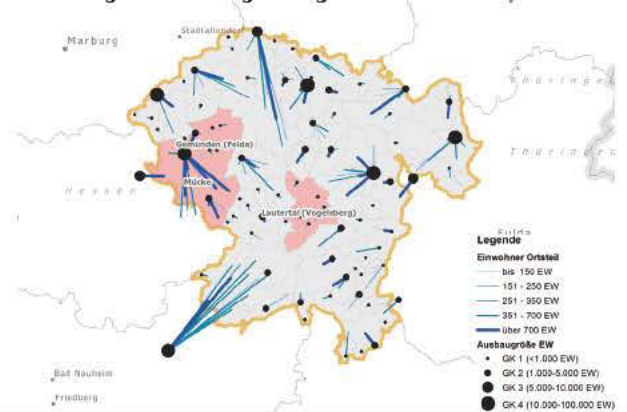 Stadtallendorf
Marburg
Thüringen
Gemünden (Felda)
Thüringen
Mücke
Hessen
Lautertal (Vogelsberg)
Fulda
Legende
Einwohner Ortsteil
bis 150 EW
151 - 250 EW
251 - 350 EW
351 - 700 EW
über 700 EW
Ausbaugröße EW
GK 1 (<1.000 EW)
GK 2 (1.000-5.000 EW)
GK 3 (5.000-10.000 EW)
GK 4 (10.000-100.000 EW)
Bad Nauheim
Friedberg